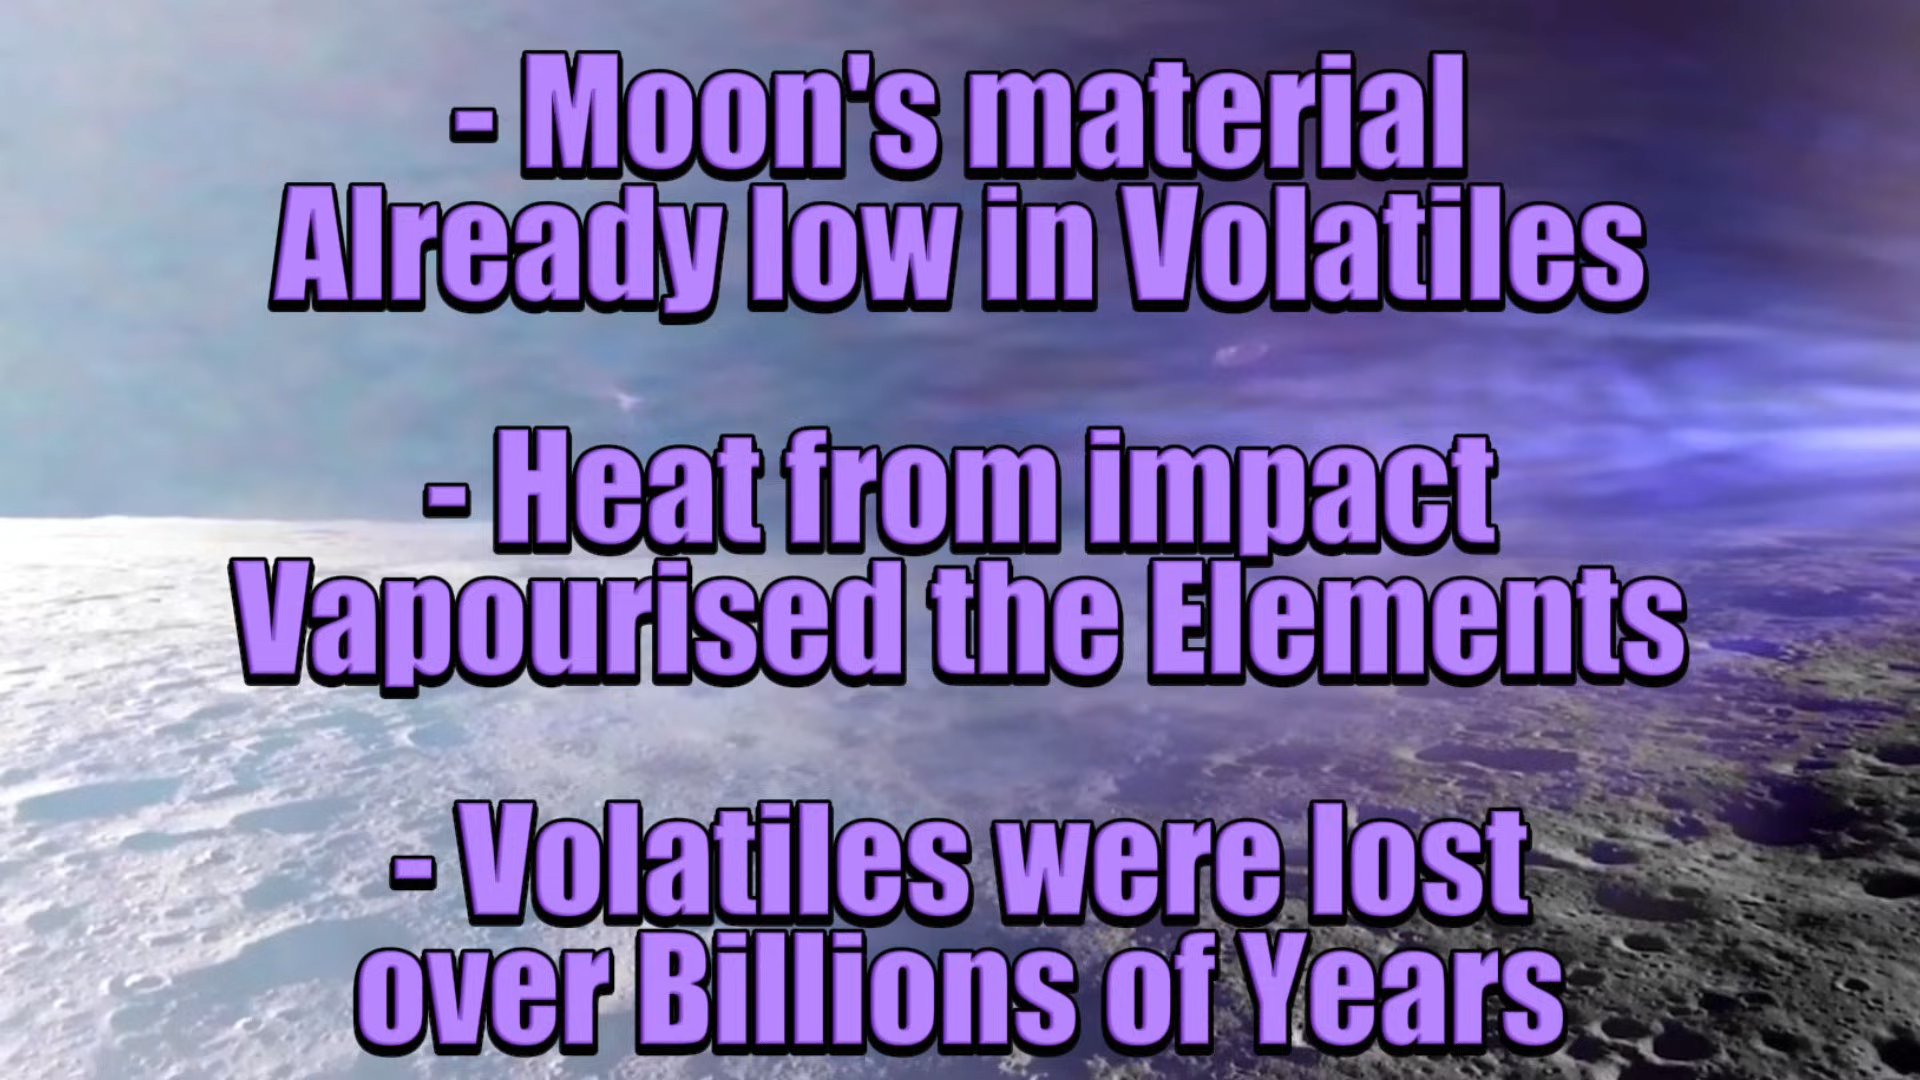 - Moon's material
Already low in Volatiles
- Heat from impact
Vapourised the Elements
- Volatiles were lost
over Billions of Years